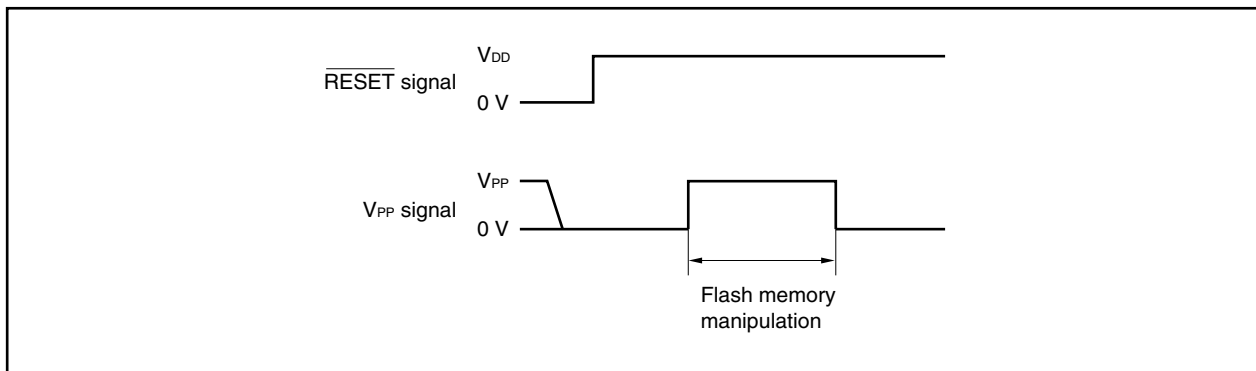 VDD
RESET signal
0 V
VPP
VPP signal
0 V
Flash memory
manipulation